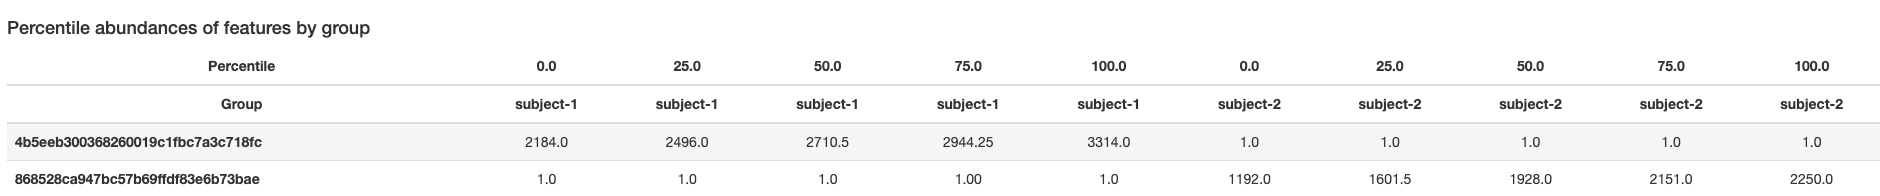 Percentile abundances of features by group
Percentile 0.0 25.0 50.0 75.0 100.0 0.0 25.0 50.0 75.0 100.0
Group subject-1 subject-1 subject-1 subject-1 subject-1 subject-2 subject-2 subject-2 subject-2 subject-2
4b5eeb300368260019c1fbc7a3c718fc 2184.0 2496.0 2710.5 2944.25 3314.0 1.0 1.0 1.0 1.0 1.0
868528ca947bc57b69ffdf83e6b73bae 1.0 1.0 1.0 1.00 1.0 1192.0 1601.5 1928.0 2151.0 2250.0